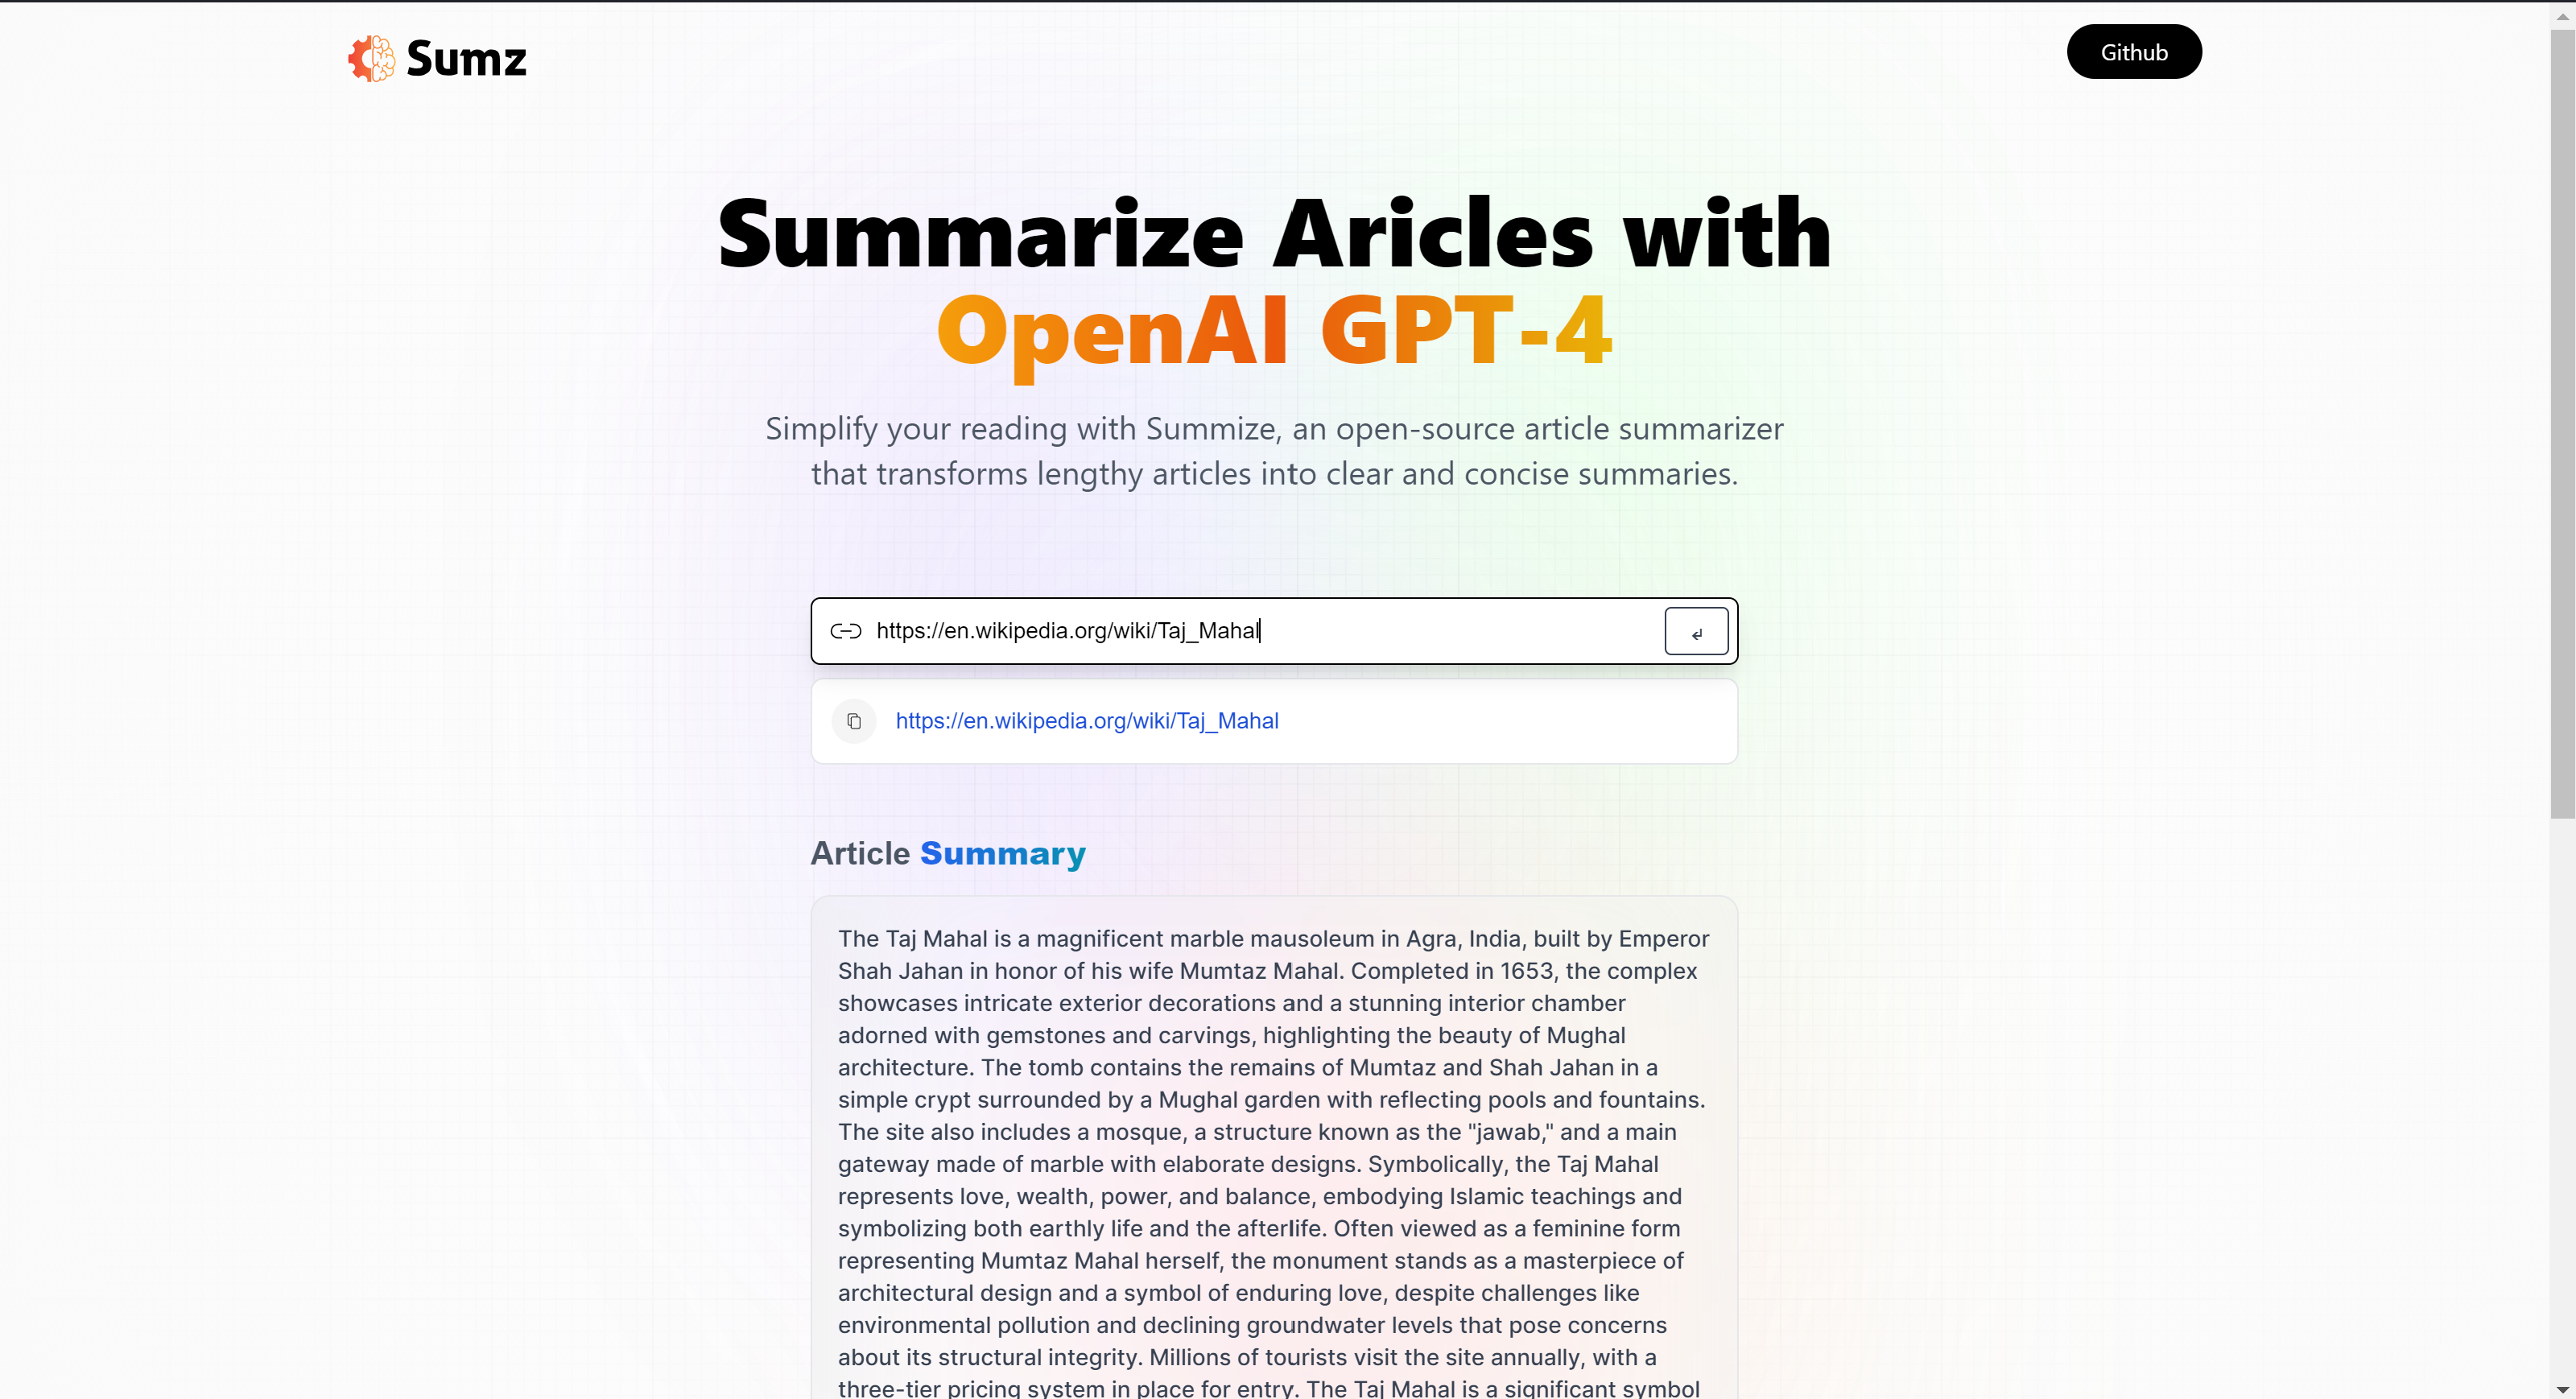 Sumz
Github
Summarize Aricles with
OpenAI GPT-4
Simplify your reading with Summize, an open-source article summarizer
that transforms lengthy articles into clear and concise summaries.
https://en.wikipedia.org/wiki/Taj_Mahal
https://en.wikipedia.org/wiki/Taj_Mahal
Article Summary
The Taj Mahal is a magnificent marble mausoleum in Agra, India, built by Emperor
Shah Jahan in honor of his wife Mumtaz Mahal. Completed in 1653, the complex
showcases intricate exterior decorations and a stunning interior chamber
adorned with gemstones and carvings, highlighting the beauty of Mughal
architecture. The tomb contains the remains of Mumtaz and Shah Jahan in a
simple crypt surrounded by a Mughal garden with reflecting pools and fountains.
The site also includes a mosque, a structure known as the "jawab," and a main
gateway made of marble with elaborate designs. Symbolically, the Taj Mahal
represents love, wealth, power, and balance, embodying Islamic teachings and
symbolizing both earthly life and the afterlife. Often viewed as a feminine form
representing Mumtaz Mahal herself, the monument stands as a masterpiece of
architectural design and a symbol of enduring love, despite challenges like
environmental pollution and declining groundwater levels that pose concerns
about its structural integrity. Millions of tourists visit the site annually, with a
three-tier pricing system in place for entry. The Taj Mahal is a significant symbol